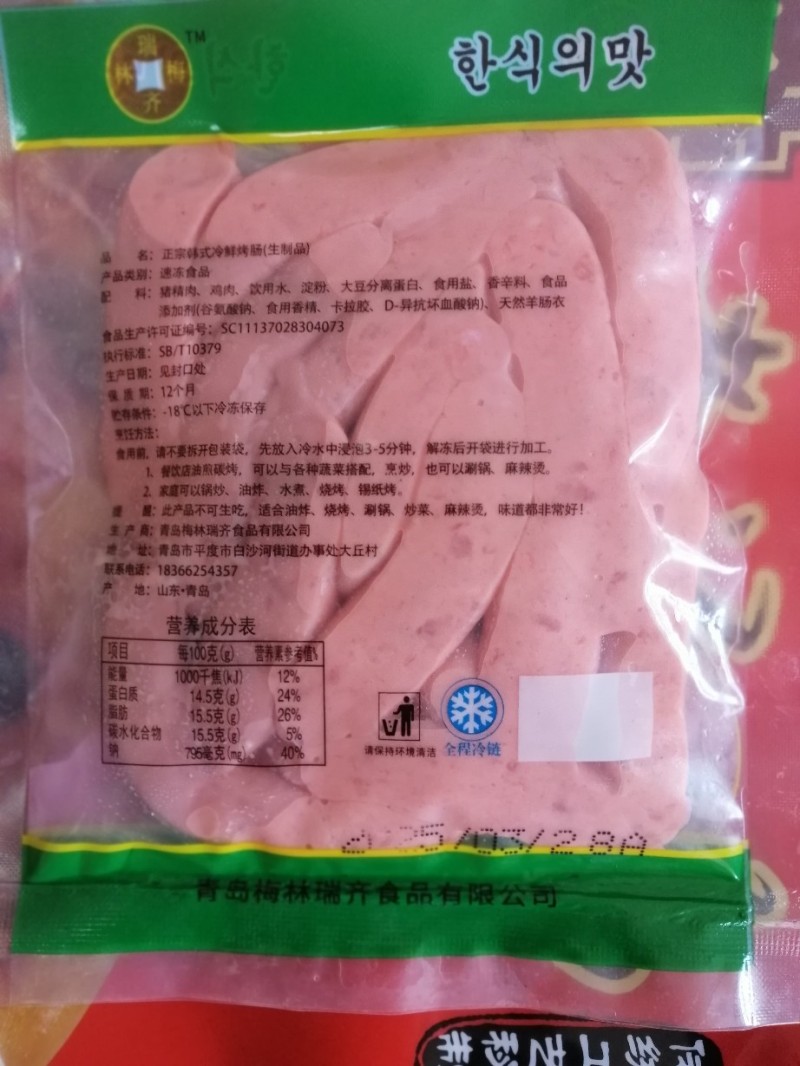 瑞
林 梅
齐
TM
한식의맛
品 名：正宗韩式冷鲜烤肠(生制品)
产品类别：速冻食品
配 料：猪精肉、鸡肉、饮用水、淀粉、大豆分离蛋白、食用盐、香辛料、食品
添加剂(谷氨酸钠、食用香精、卡拉胶、D-异抗坏血酸钠)、天然羊肠衣
食品生产许可证编号：SC11137028304073
执行标准：SB/T10379
生产日期：见封口处
保 质 期：12个月
贮存条件：-18℃以下冷冻保存
烹饪方法：
食用前，请不要拆开包装袋，先放入冷水中浸泡3-5分钟，解冻后开袋进行加工。
1、餐饮店油煎碳烤，可以与各种蔬菜搭配，烹炒，也可以涮锅、麻辣烫。
2、家庭可以锅炒、油炸、水煮、烧烤、锡纸烤。
提 醒：此产品不可生吃，适合油炸、烧烤、涮锅、炒菜、麻辣烫，味道都非常好！
生 产 商：青岛梅林瑞齐食品有限公司
地 址：青岛市平度市白沙河街道办事处大丘村
联系电话：18366254357
产 地：山东·青岛
营养成分表
项目 每100克(g) 营养素参考值%
能量 1000千焦(kJ) 12%
蛋白质 14.5克(g) 24%
脂肪 15.5克(g) 26%
碳水化合物 15.5克(g) 5%
钠 795毫克(mg) 40%
请保持环境清洁
全程冷链
25/03/28A
青岛梅林瑞齐食品有限公司